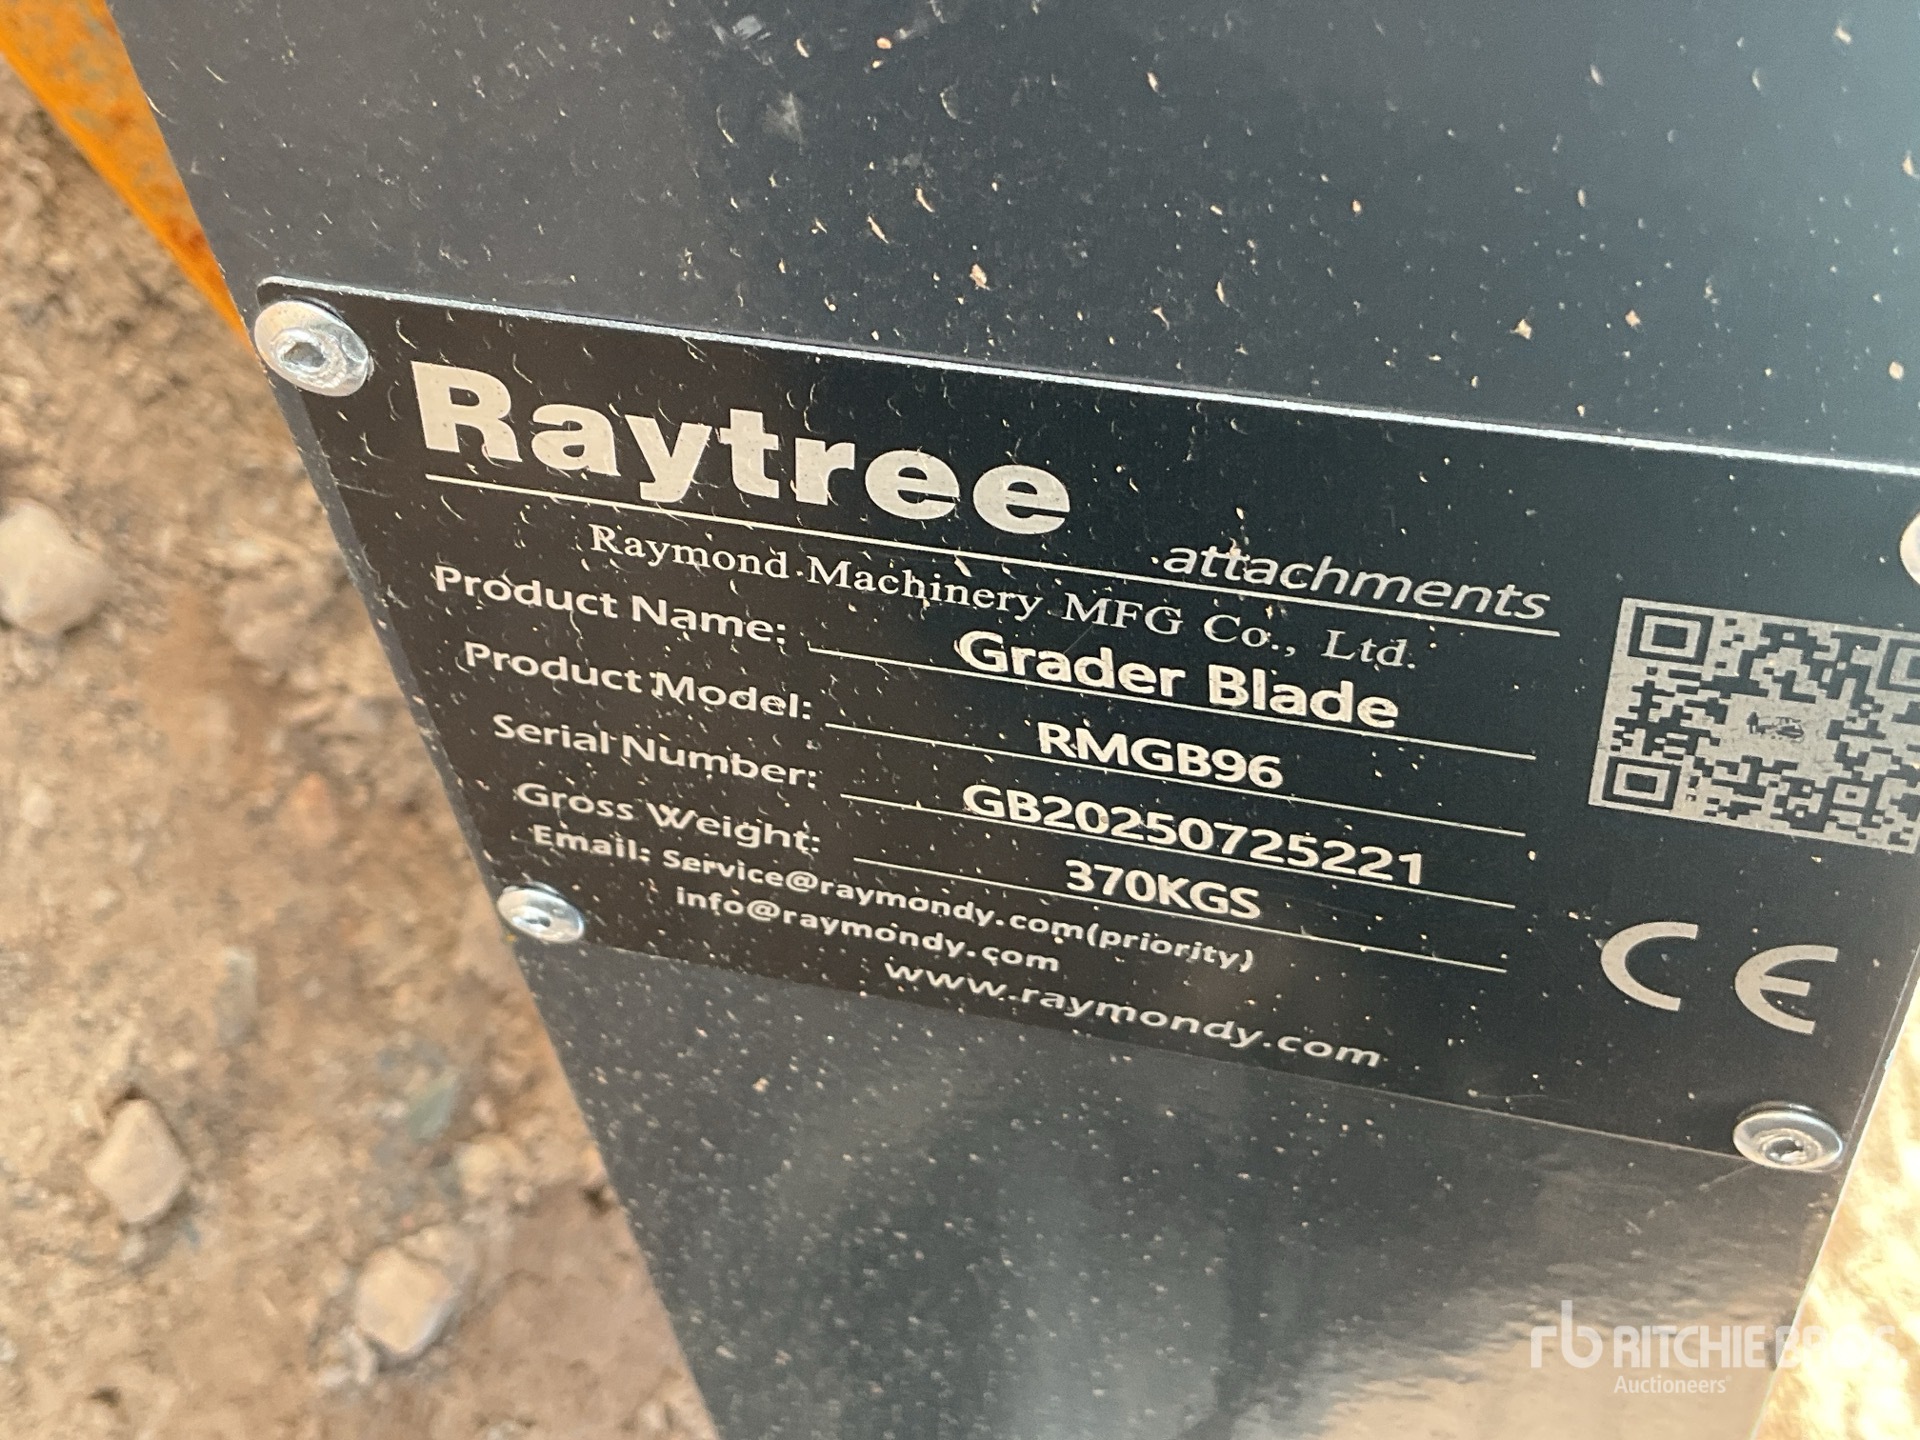 Raytree
attachments
Raymond Machinery MFG Co., Ltd.
Product Name: Grader Blade
Product Model: RMGB96
Serial Number: GB20250725221
Gross Weight: 370KGS
Email: Service@raymondy.com(priority)
info@raymondy.com
www.raymondy.com
CE
rb RITCHIE BROS.
Auctioneers